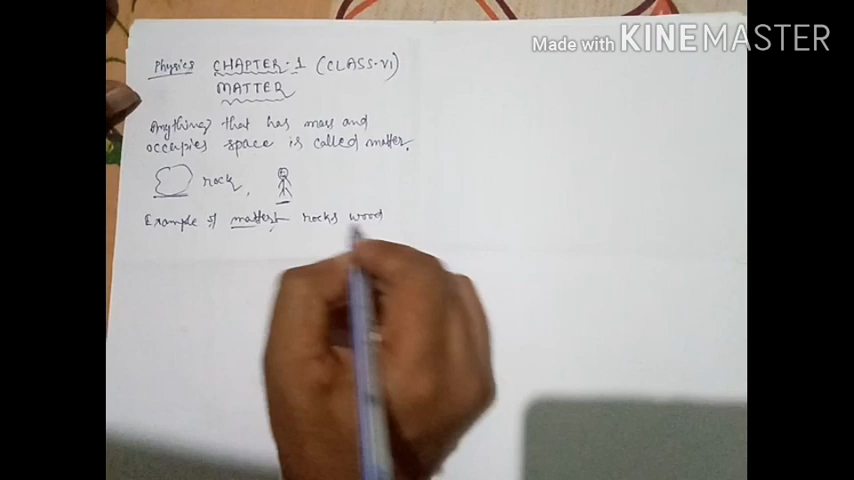 Made with KINEMASTER
Physics CHAPTER-1 (CLASS-VI)
MATTER
Anything that has mass and
occupies space is called matter.
rock,
Example of matter rocks wood